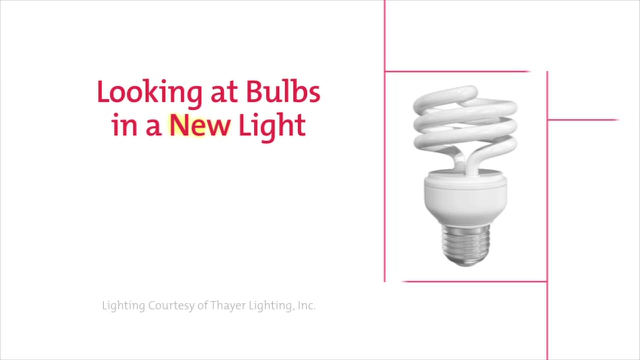 Looking at Bulbs
in a New Light
Lighting Courtesy of Thayer Lighting, Inc.